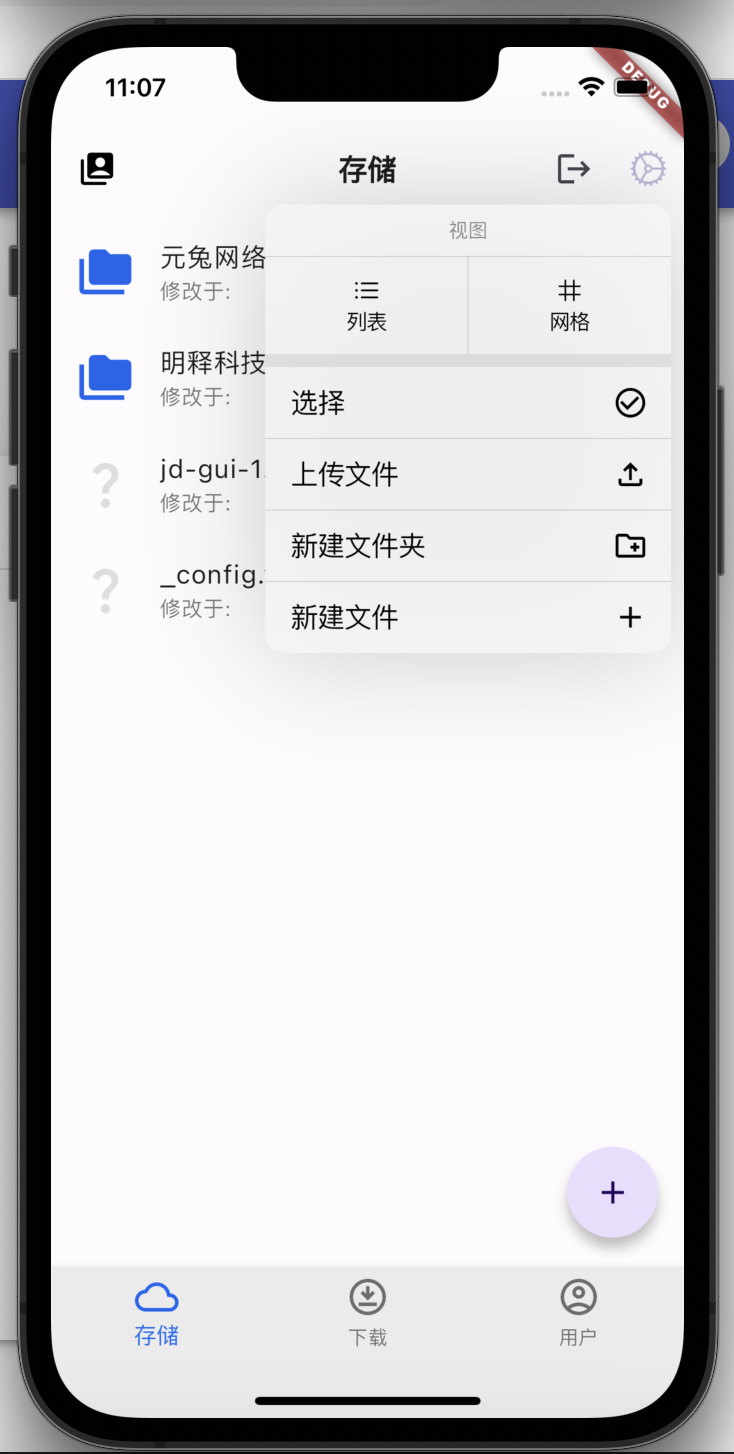 11:07
DEBUG
存储
视图
列表
网格
元兔网络
修改于:
明释科技
修改于:
选择
jd-gui-1.
修改于:
上传文件
新建文件夹
_config.
修改于:
新建文件
存储
下载
用户